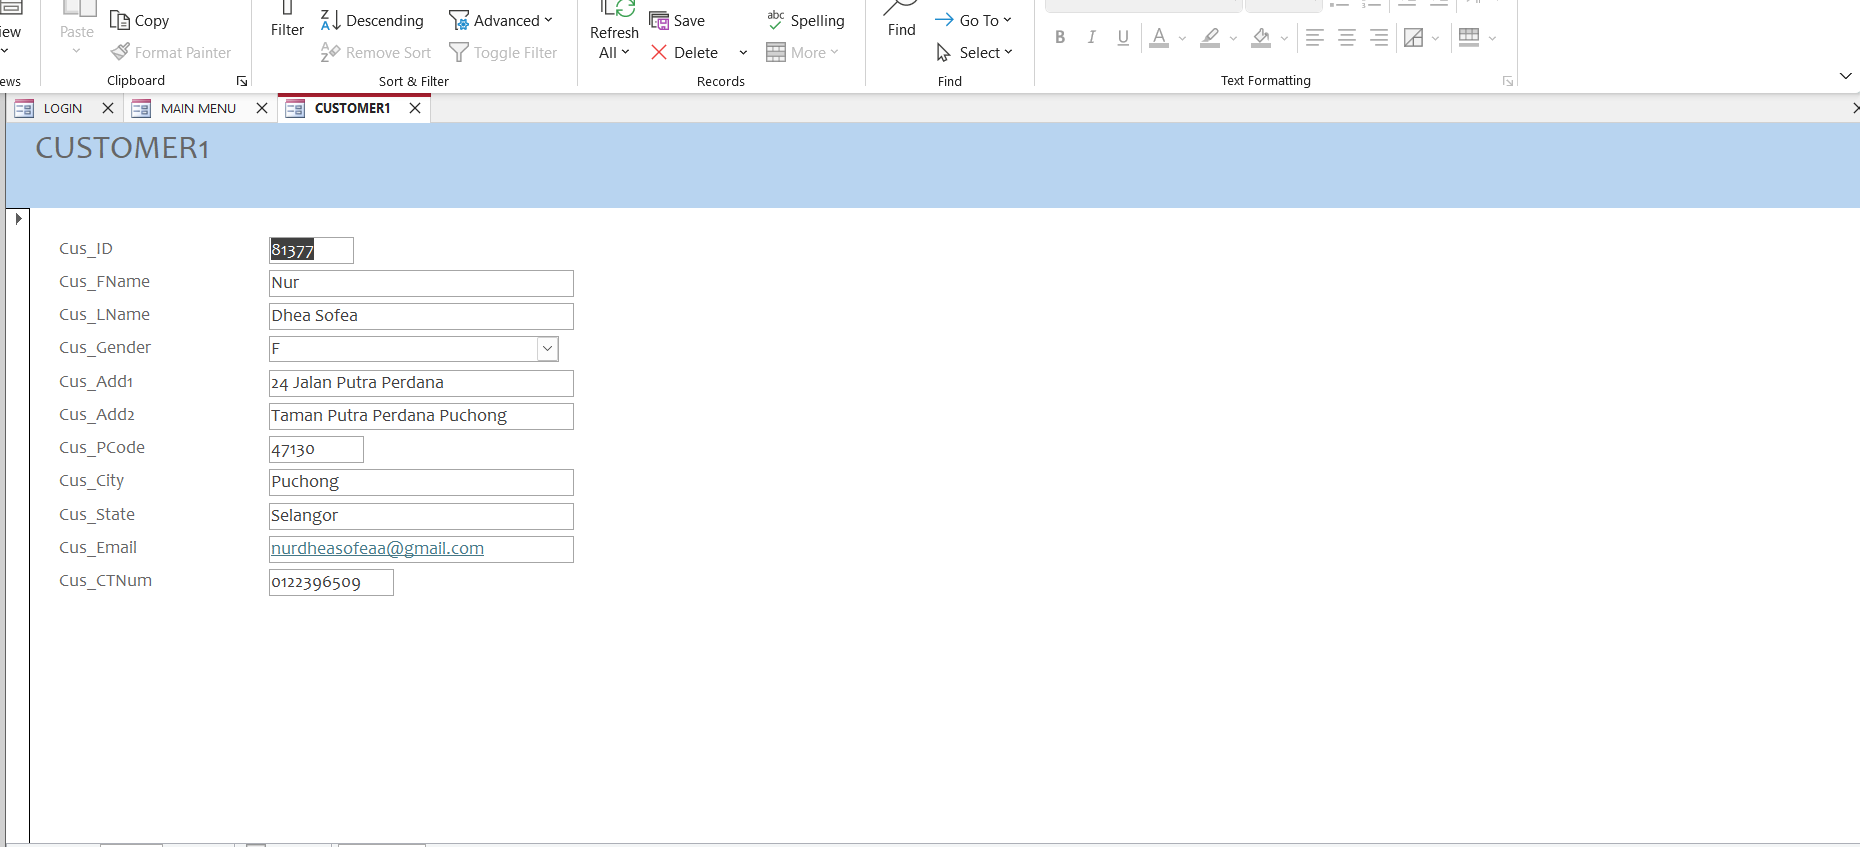 iew Paste Copy Filter Descending Advanced Refresh Save abc Spelling Find Go To
Format Painter Remove Sort Toggle Filter All Delete More Select B I U A
ews Clipboard Sort & Filter Records Find Text Formatting
LOGIN MAIN MENU CUSTOMER1
CUSTOMER1
Cus_ID 81377
Cus_FName Nur
Cus_LName Dhea Sofea
Cus_Gender F
Cus_Add1 24 Jalan Putra Perdana
Cus_Add2 Taman Putra Perdana Puchong
Cus_PCode 47130
Cus_City Puchong
Cus_State Selangor
Cus_Email nurdheasofeaa@gmail.com
Cus_CTNum 0122396509